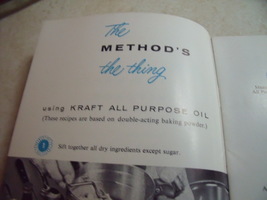 The
METHOD'S
the thing
using KRAFT ALL PURPOSE OIL
(These recipes are based on double-acting baking powder.)
1 Sift together all dry ingredients except sugar.